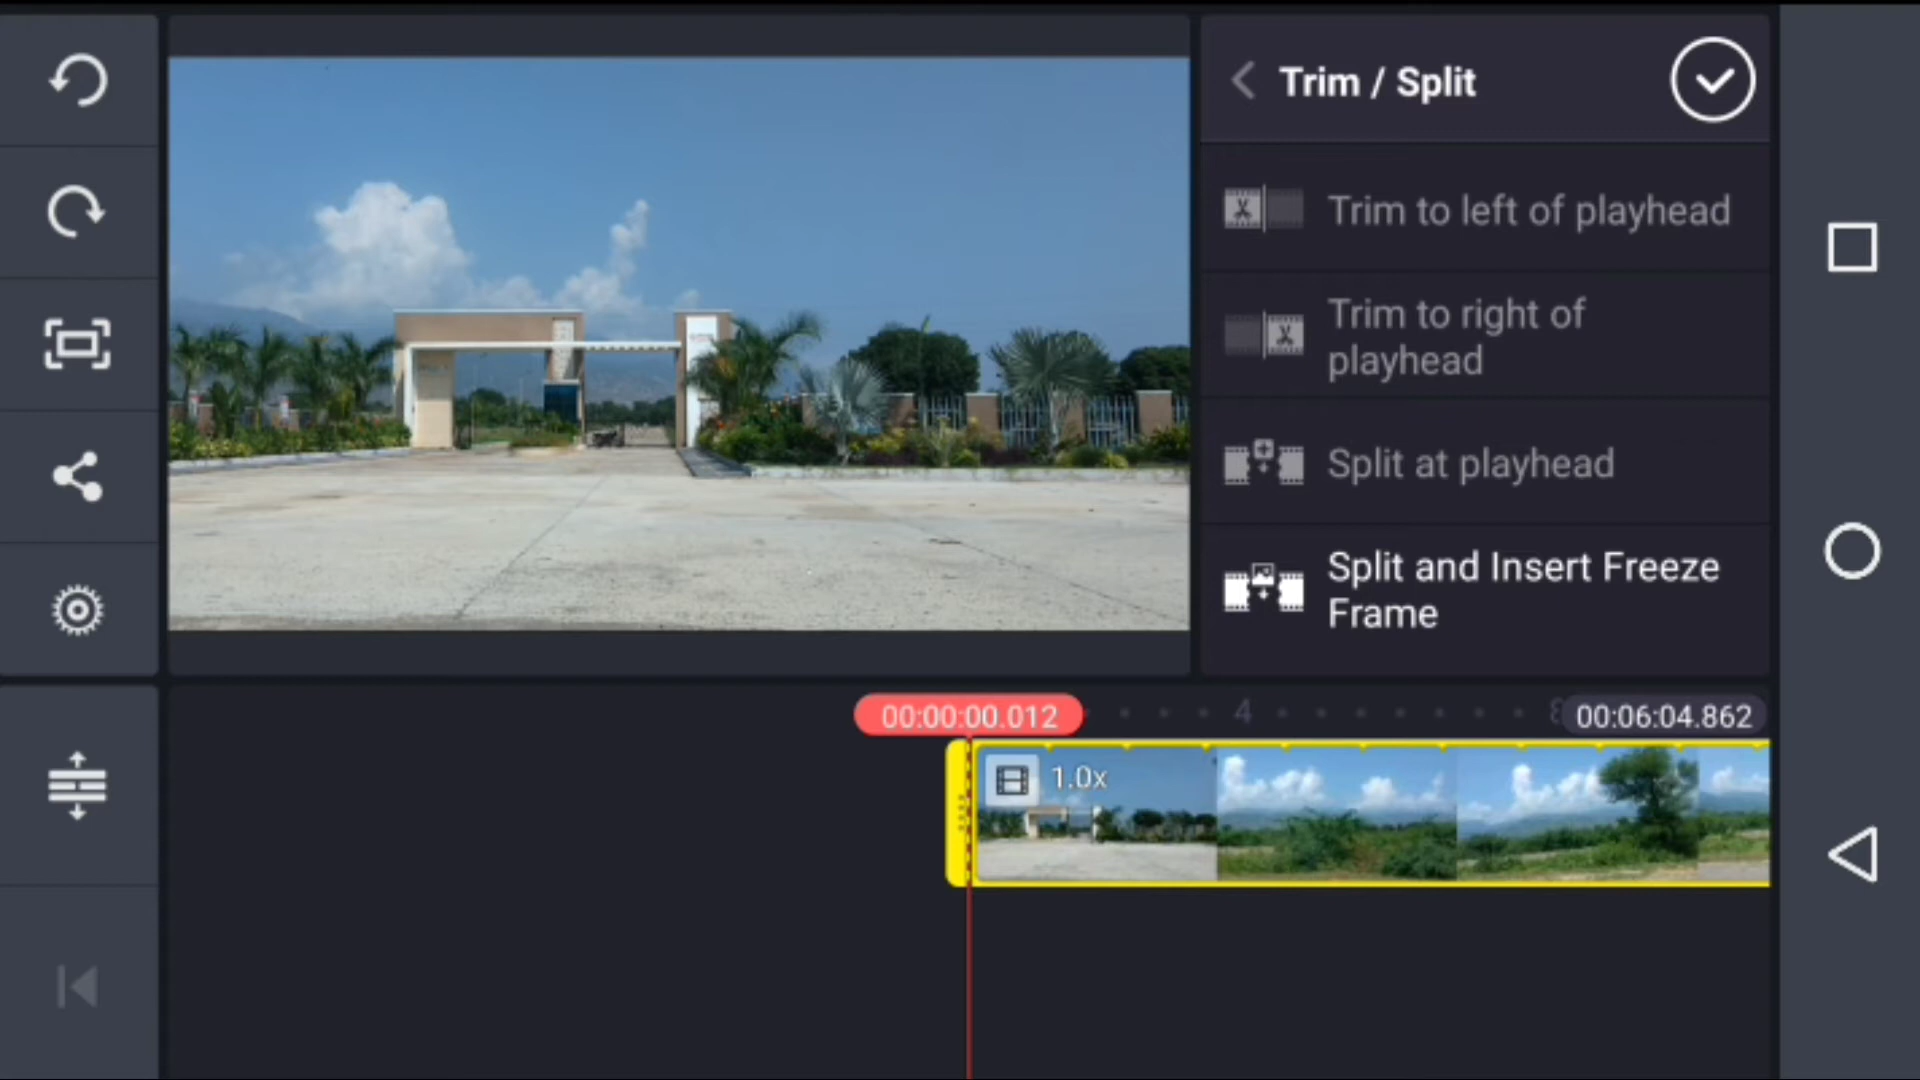 Trim / Split
Trim to left of playhead
Trim to right of
playhead
Split at playhead
Split and Insert Freeze
Frame
00:00:00.012
4
00:06:04.862
1.0x